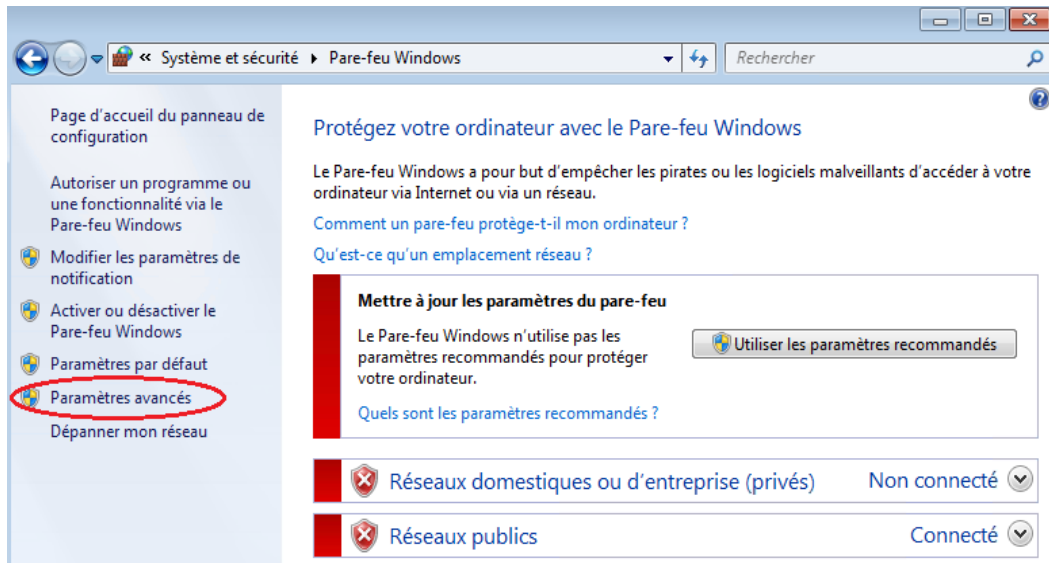 « Système et sécurité ▸ Pare-feu Windows
Rechercher
Page d'accueil du panneau de
configuration
Autoriser un programme ou
une fonctionnalité via le
Pare-feu Windows
Modifier les paramètres de
notification
Activer ou désactiver le
Pare-feu Windows
Paramètres par défaut
Paramètres avancés
Dépanner mon réseau
Protégez votre ordinateur avec le Pare-feu Windows
Le Pare-feu Windows a pour but d'empêcher les pirates ou les logiciels malveillants d'accéder à votre
ordinateur via Internet ou via un réseau.
Comment un pare-feu protège-t-il mon ordinateur ?
Qu'est-ce qu'un emplacement réseau ?
Mettre à jour les paramètres du pare-feu
Le Pare-feu Windows n'utilise pas les
paramètres recommandés pour protéger
votre ordinateur.
Utiliser les paramètres recommandés
Quels sont les paramètres recommandés ?
Réseaux domestiques ou d'entreprise (privés) Non connecté
Réseaux publics Connecté